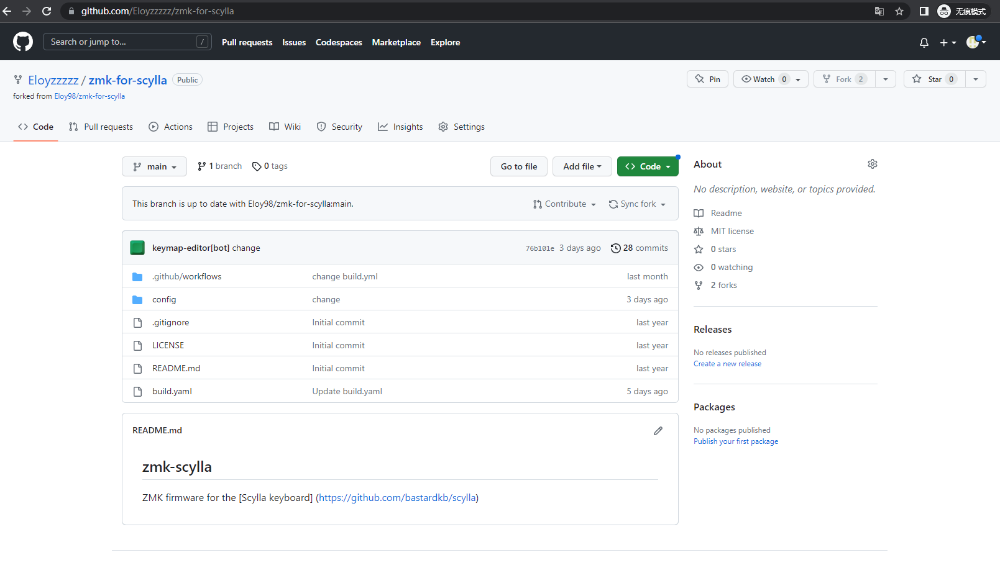 github.com/Eloyzzzzz/zmk-for-scylla
无痕模式
Search or jump to...
/
Pull requests
Issues
Codespaces
Marketplace
Explore
Eloyzzzzz / zmk-for-scylla
Public
forked from Eloy98/zmk-for-scylla
Pin
Watch 0
Fork 2
Star 0
Code
Pull requests
Actions
Projects
Wiki
Security
Insights
Settings
main
1 branch
0 tags
Go to file
Add file
Code
This branch is up to date with Eloy98/zmk-for-scylla:main.
Contribute
Sync fork
keymap-editor[bot] change
76b101e 3 days ago
28 commits
.github/workflows
change build.yml
last month
config
change
3 days ago
.gitignore
Initial commit
last year
LICENSE
Initial commit
last year
README.md
Initial commit
last year
build.yaml
Update build.yaml
5 days ago
README.md
zmk-scylla
ZMK firmware for the [Scylla keyboard] (https://github.com/bastardkb/scylla)
About
No description, website, or topics provided.
Readme
MIT license
0 stars
0 watching
2 forks
Releases
No releases published
Create a new release
Packages
No packages published
Publish your first package